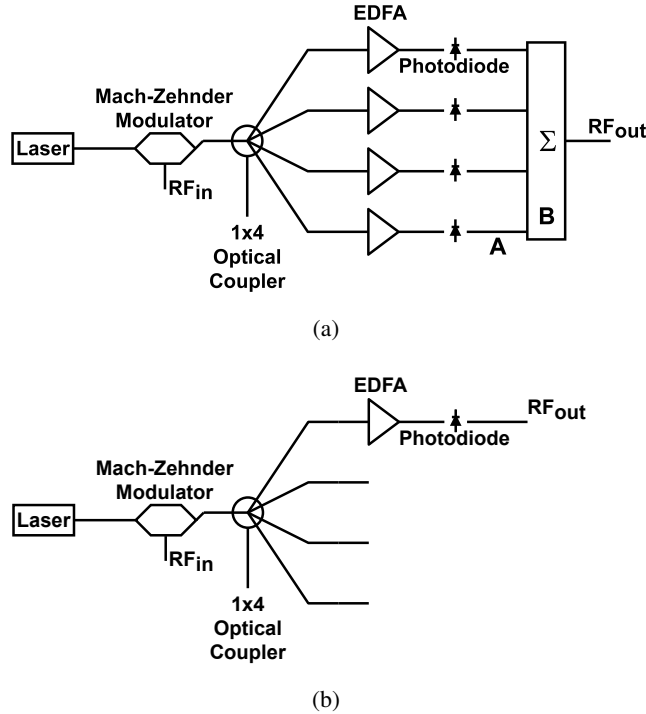 EDFA
Photodiode
Mach-Zehnder
Modulator
Laser
RFin
1x4
Optical
Coupler
Σ
RFout
B
A
(a)
EDFA
RFout
Photodiode
Mach-Zehnder
Modulator
Laser
RFin
1x4
Optical
Coupler
(b)